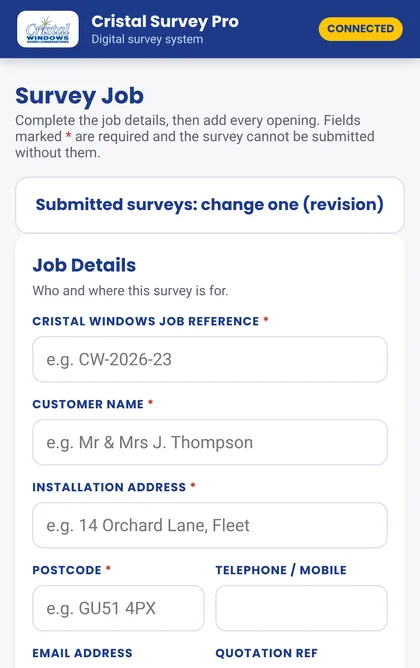 Cristal
WINDOWS
Cristal Survey Pro
Digital survey system
CONNECTED
Survey Job
Complete the job details, then add every opening. Fields
marked * are required and the survey cannot be submitted
without them.
Submitted surveys: change one (revision)
Job Details
Who and where this survey is for.
CRISTAL WINDOWS JOB REFERENCE *
e.g. CW-2026-23
CUSTOMER NAME *
e.g. Mr & Mrs J. Thompson
INSTALLATION ADDRESS *
e.g. 14 Orchard Lane, Fleet
POSTCODE * TELEPHONE / MOBILE
e.g. GU51 4PX
EMAIL ADDRESS QUOTATION REF